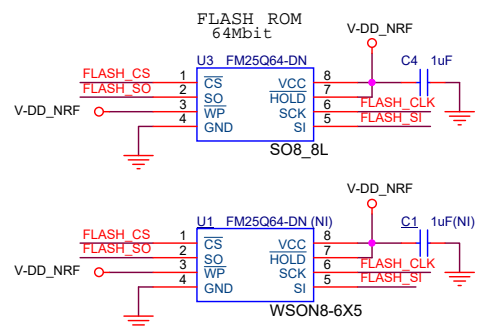 FLASH ROM
64Mbit
V-DD_NRF
U3 FM25Q64-DN
C4 1uF
FLASH_CS 1 CS VCC 8
FLASH_SO 2 SO HOLD 7
V-DD_NRF 3 WP SCK 6 FLASH_CLK
4 GND SI 5 FLASH_SI
SO8_8L
V-DD_NRF
U1 FM25Q64-DN (NI)
C1 1uF(NI)
FLASH_CS 1 CS VCC 8
FLASH_SO 2 SO HOLD 7
V-DD_NRF 3 WP SCK 6 FLASH_CLK
4 GND SI 5 FLASH_SI
WSON8-6X5